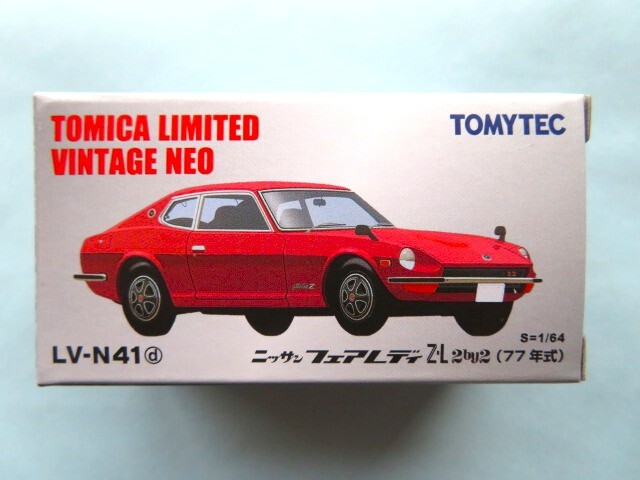 TOMICA LIMITED
VINTAGE NEO
TOMYTEC
S=1/64
LV-N41ⓓ
ニッサン フェアレディ Z-L 2by2 (77年式)